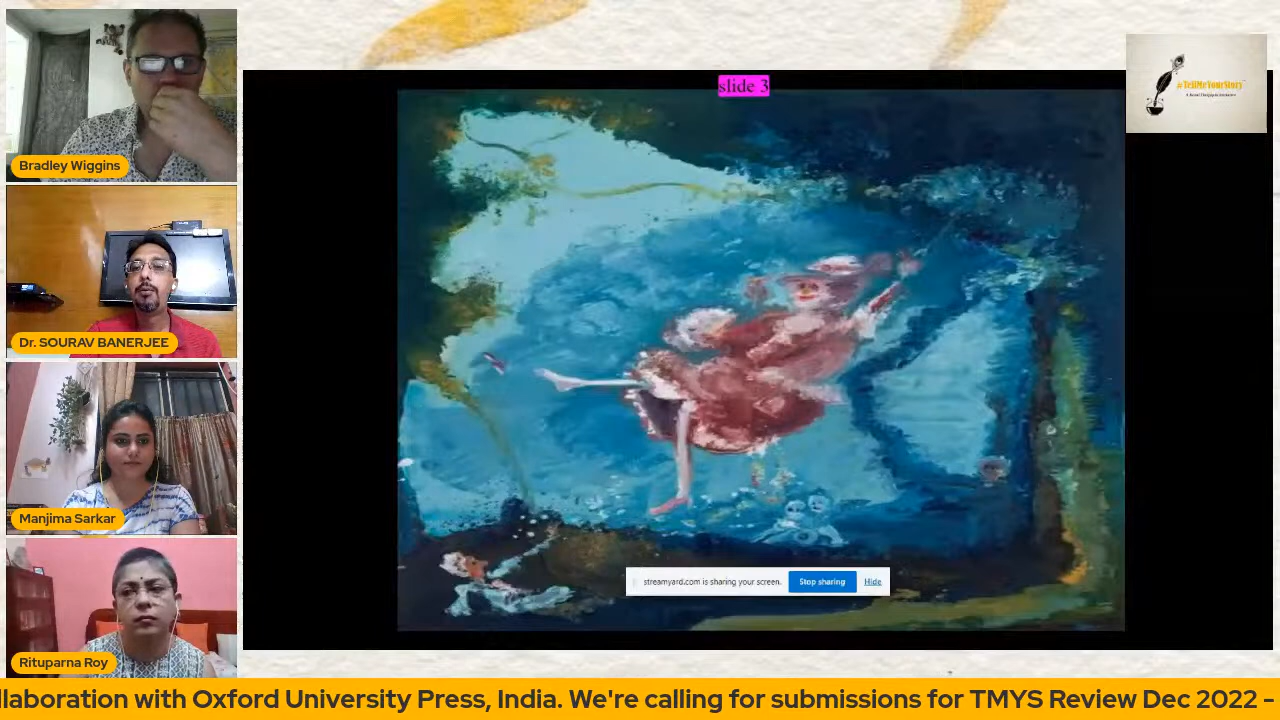 Bradley Wiggins
Dr. SOURAV BANERJEE
Manjima Sarkar
Rituparna Roy
slide 3
#TellMeYourStory
streamyard.com is sharing your screen.
Stop sharing
Hide
llaboration with Oxford University Press, India. We're calling for submissions for TMYS Review Dec 2022 -